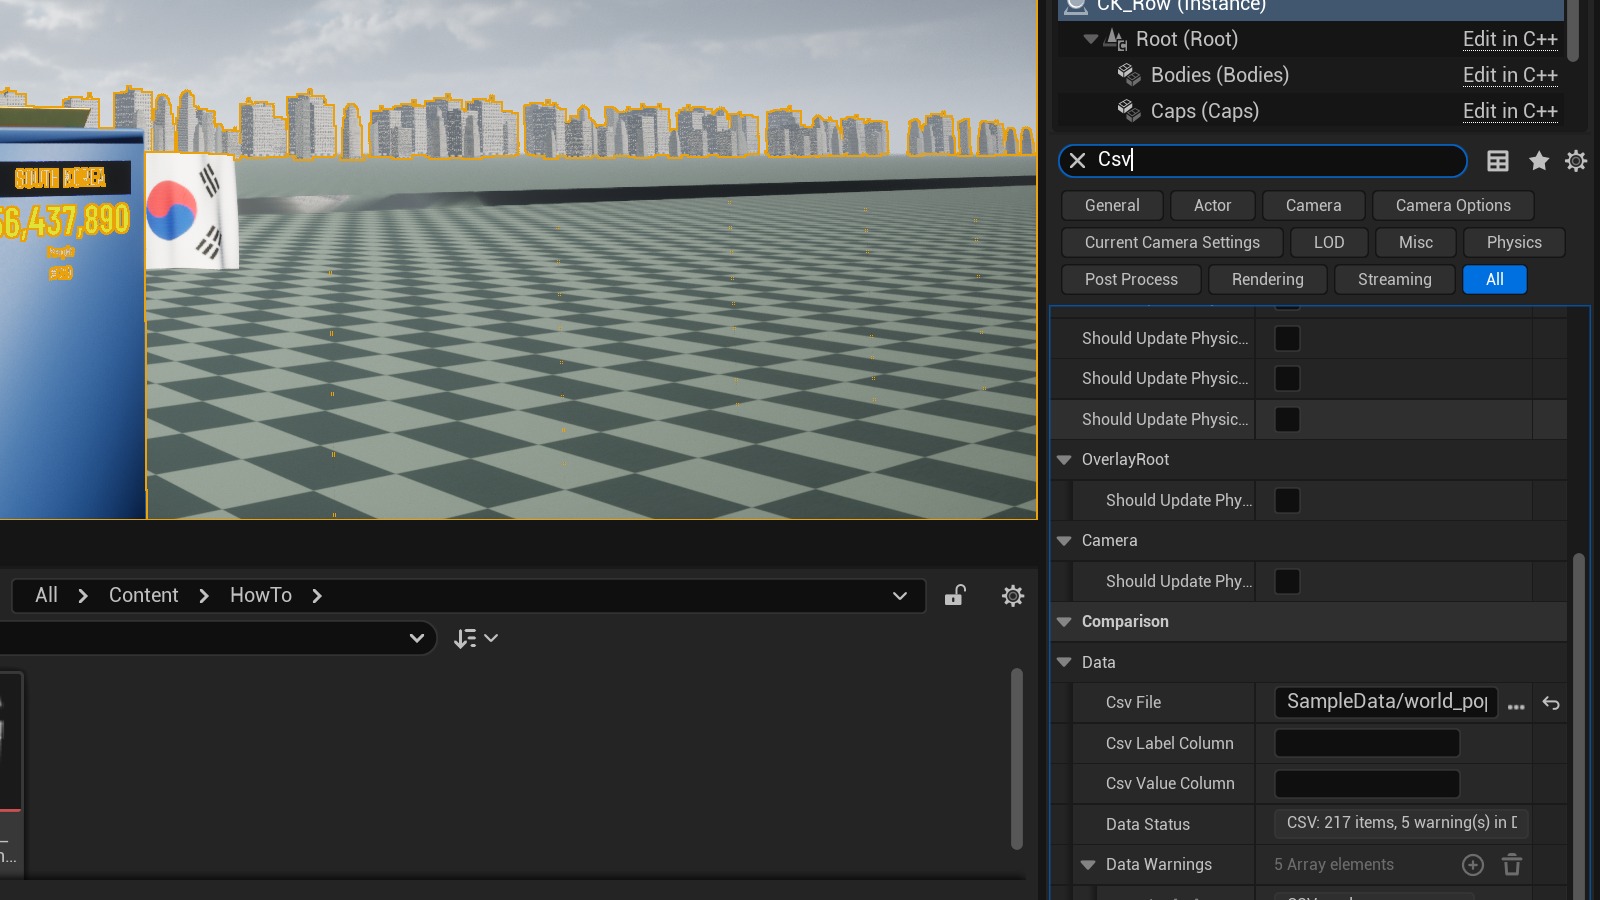 CK_Row (Instance)
Root (Root) Edit in C++
Bodies (Bodies) Edit in C++
Caps (Caps) Edit in C++
Csv
General Actor Camera Camera Options
Current Camera Settings LOD Misc Physics
Post Process Rendering Streaming All
Should Update Physic...
Should Update Physic...
Should Update Physic...
OverlayRoot
Should Update Phy...
Camera
Should Update Phy...
Comparison
Data
Csv File SampleData/world_pop ...
Csv Label Column
Csv Value Column
Data Status CSV: 217 items, 5 warning(s) in D
Data Warnings 5 Array elements
SOUTH KOREA
56,437,890
All > Content > HowTo >